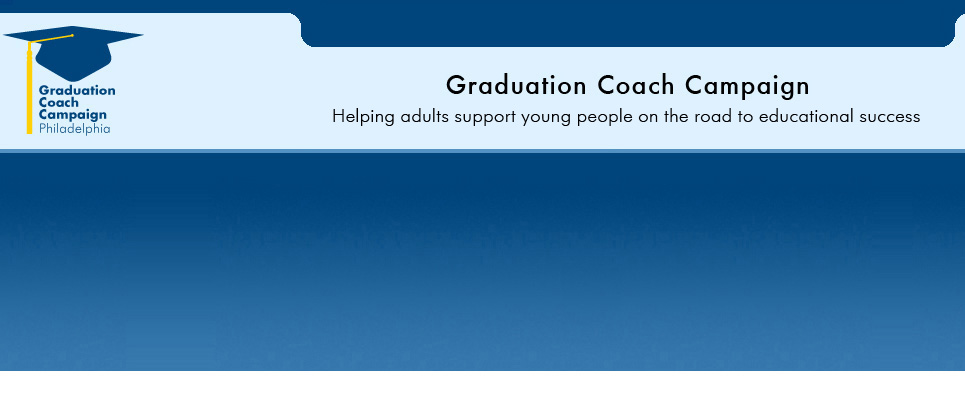 Graduation
Coach
Campaign
Philadelphia
Graduation Coach Campaign
Helping adults support young people on the road to educational success